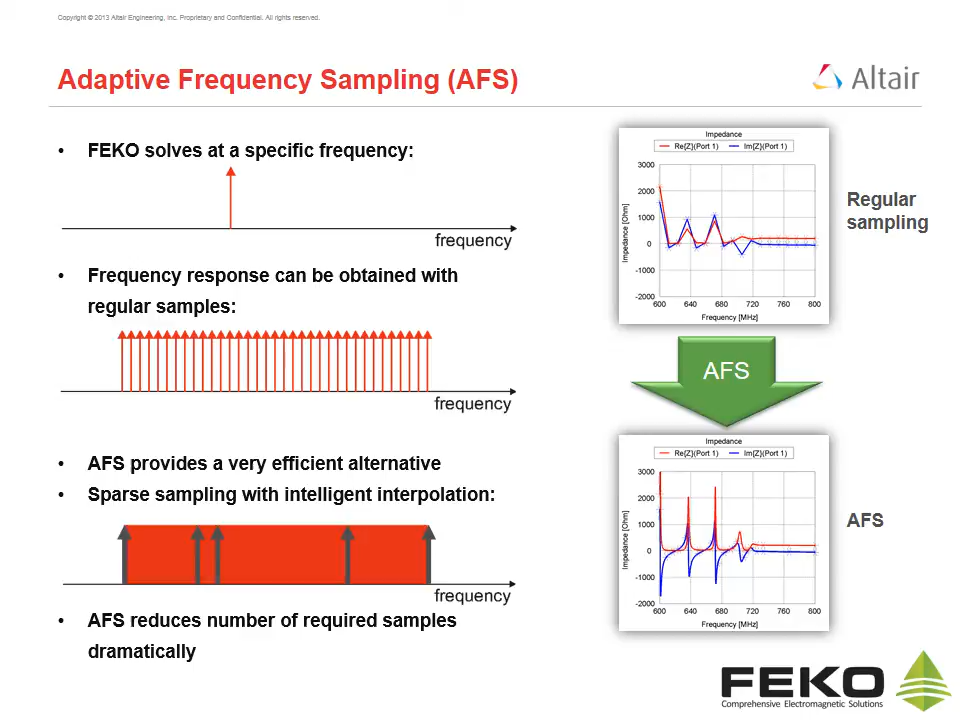 Copyright © 2013 Altair Engineering, Inc. Proprietary and Confidential. All rights reserved.
Adaptive Frequency Sampling (AFS)
Altair
• FEKO solves at a specific frequency:
frequency
• Frequency response can be obtained with
regular samples:
frequency
• AFS provides a very efficient alternative
• Sparse sampling with intelligent interpolation:
frequency
• AFS reduces number of required samples
dramatically
Impedance
Re{Z}(Port 1) Im{Z}(Port 1)
3000
2000
1000
0
-1000
-2000
Impedance [Ohm]
600 640 680 720 760 800
Frequency [MHz]
Regular
sampling
AFS
Impedance
Re{Z}(Port 1) Im{Z}(Port 1)
3000
2000
1000
0
-1000
-2000
Impedance [Ohm]
600 640 680 720 760 800
Frequency [MHz]
AFS
FEKO
Comprehensive Electromagnetic Solutions